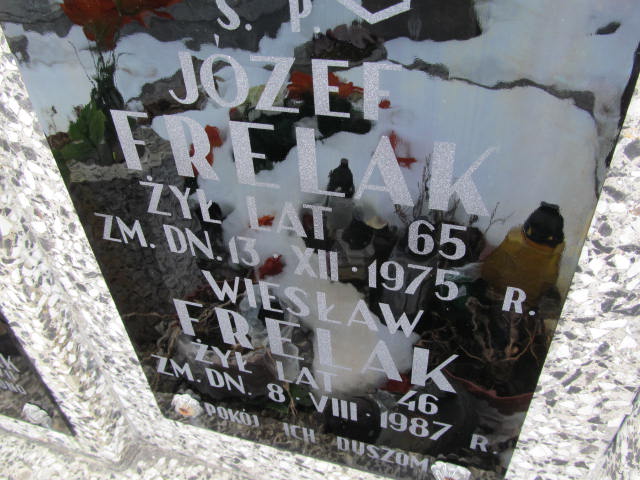 Ś. P.
JÓZEF
FRELAK
ŻYŁ LAT 65
ZM. DN. 13 XII · 1975 R.
WIESŁAW
FRELAK
ŻYŁ LAT 46
ZM. DN. 8 · VIII · 1987 R.
POKÓJ ICH DUSZOM